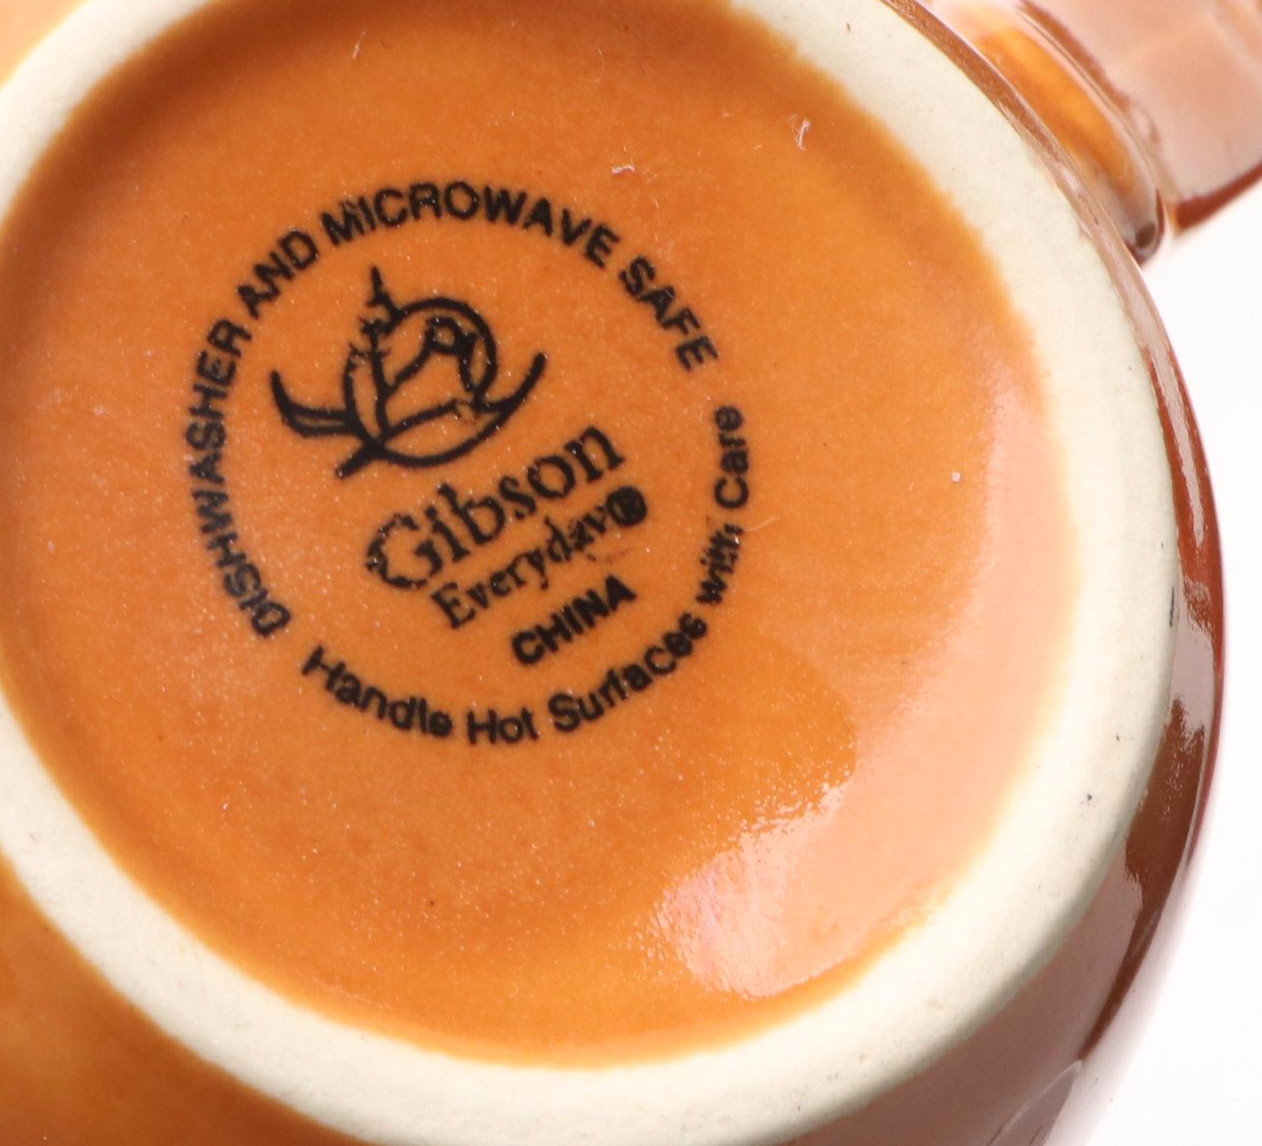 DISHWASHER AND MICROWAVE SAFE
Gibson
Everyday®
CHINA
Handle Hot Surfaces with Care